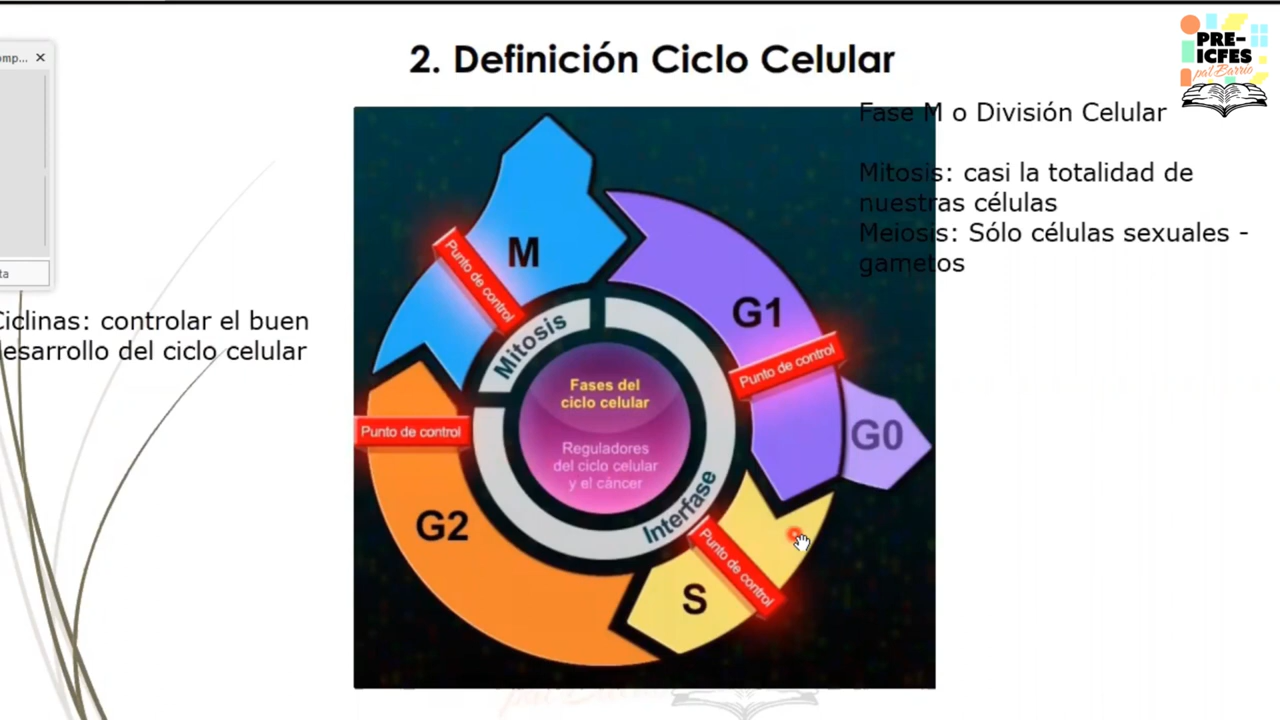 2. Definición Ciclo Celular
PRE-
ICFES
pa'l Barrio
omp...
ta
Fase M o División Celular
Mitosis: casi la totalidad de
nuestras células
Meiosis: Sólo células sexuales -
gametos
Ciclinas: controlar el buen
desarrollo del ciclo celular
M
Punto de control
G1
Punto de control
G0
Mitosis
Fases del
ciclo celular
Reguladores
del ciclo celular
y el cáncer
Interfase
Punto de control
G2
Punto de control
S